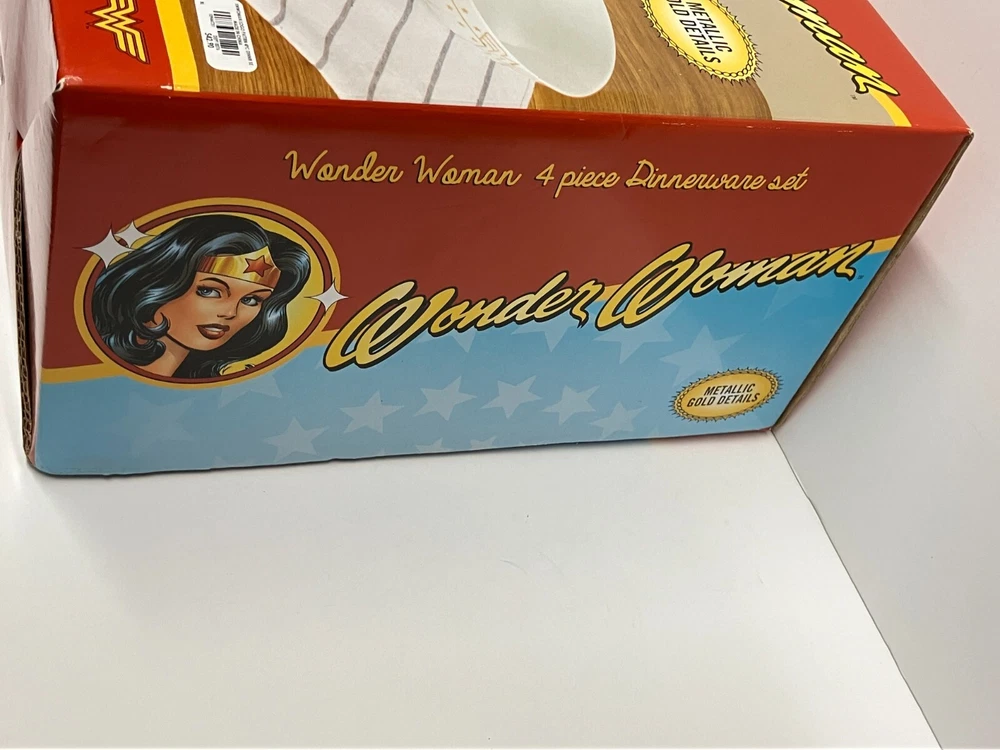 METALLIC
GOLD DETAILS
Wonder Woman 4 piece Dinnerware set
Wonder Woman
METALLIC
GOLD DETAILS